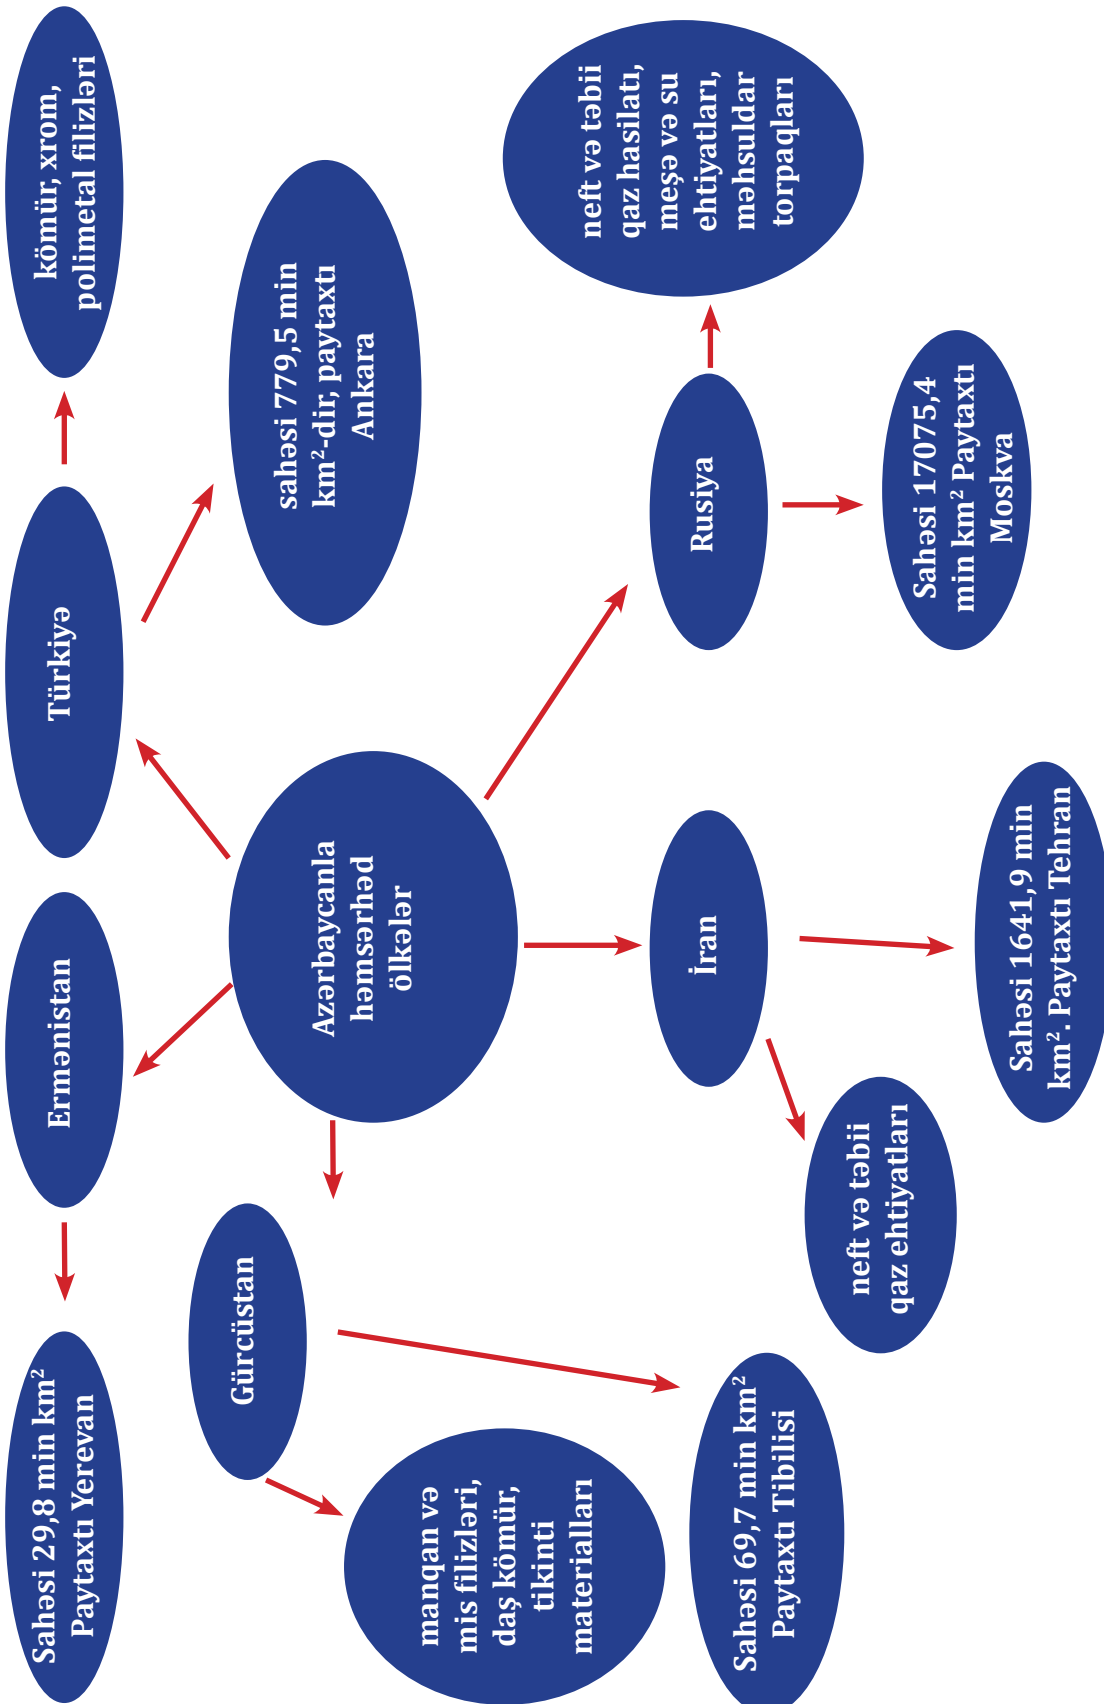 Sahəsi 29,8 min km²
Paytaxtı Yerevan
Ermənistan
Türkiyə
kömür, xrom,
polimetal filizləri
sahəsi 779,5 min
km²-dir, paytaxtı
Ankara
Gürcüstan
Azərbaycanla
həmsərhəd
ölkələr
manqan və
mis filizləri,
daş kömür,
tikinti
materialları
Sahəsi 69,7 min km²
Paytaxtı Tibilisi
İran
neft və təbii
qaz ehtiyatları
Sahəsi 1641,9 min
km². Paytaxtı Tehran
Rusiya
neft və təbii
qaz hasilatı,
meşə və su
ehtiyatları,
məhsuldar
torpaqları
Sahəsi 17075,4
min km² Paytaxtı
Moskva